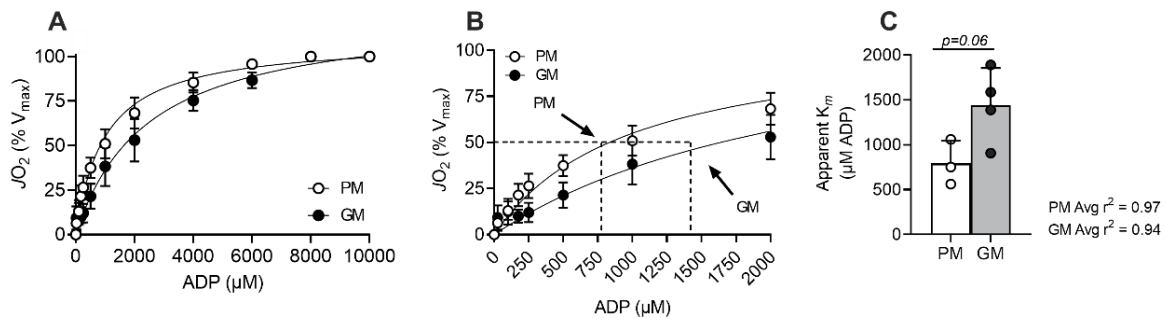 A
JO₂ (% Vₘₐₓ)
100
75
50
25
0
0 2000 4000 6000 8000 10000
ADP (µM)
PM
GM
B
JO₂ (% Vₘₐₓ)
100
75
50
25
0
0 250 500 750 1000 1250 1500 1750 2000
ADP (µM)
PM
GM
PM
GM
C
p=0.06
Apparent Kₘ
(µM ADP)
2000
1500
1000
500
0
PM GM
PM Avg r² = 0.97
GM Avg r² = 0.94